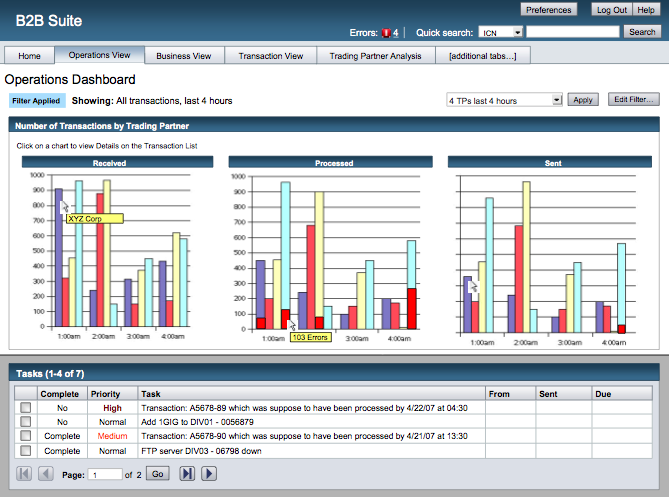 Preferences Log Out Help
B2B Suite
Errors: 4 | Quick search: ICN Search
Home Operations View Business View Transaction View Trading Partner Analysis [additional tabs...]
Operations Dashboard
Filter Applied Showing: All transactions, last 4 hours 4 TPs last 4 hours Apply Edit Filter...
Number of Transactions by Trading Partner
Click on a chart to view Details on the Transaction List
Received
1000
900
800
700
600
500
400
300
200
100
0
XYZ Corp
1:00am 2:00am 3:00am 4:00am
Processed
1000
900
800
700
600
500
400
300
200
100
0
103 Errors
1:00am 2:00am 3:00am 4:00am
Sent
1:00am 2:00am 3:00am 4:00am
Tasks (1-4 of 7)
Complete Priority Task From Sent Due
No High Transaction: A5678-89 which was suppose to have been processed by 4/22/07 at 04:30
No Normal Add 1GIG to DIV01 - 0056879
Complete Medium Transaction: A5678-90 which was suppose to have been processed by 4/21/07 at 13:30
Complete Normal FTP server DIV03 - 06798 down
Page: 1 of 2 Go